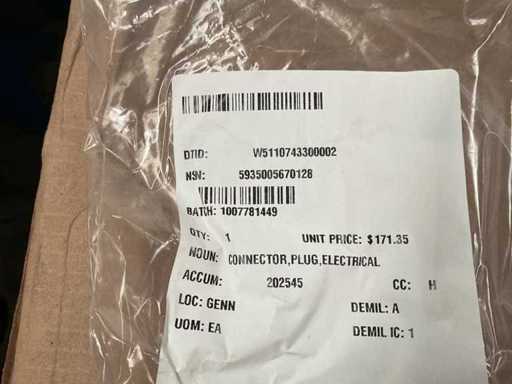 DTID: W5110743300002
NSN: 5935005670128
BATCH: 1007781449
QTY: 1 UNIT PRICE: $171.35
NOUN: CONNECTOR,PLUG,ELECTRICAL
ACCUM: 202545 CC: H
LOC: GENN DEMIL: A
UOM: EA DEMIL IC: 1